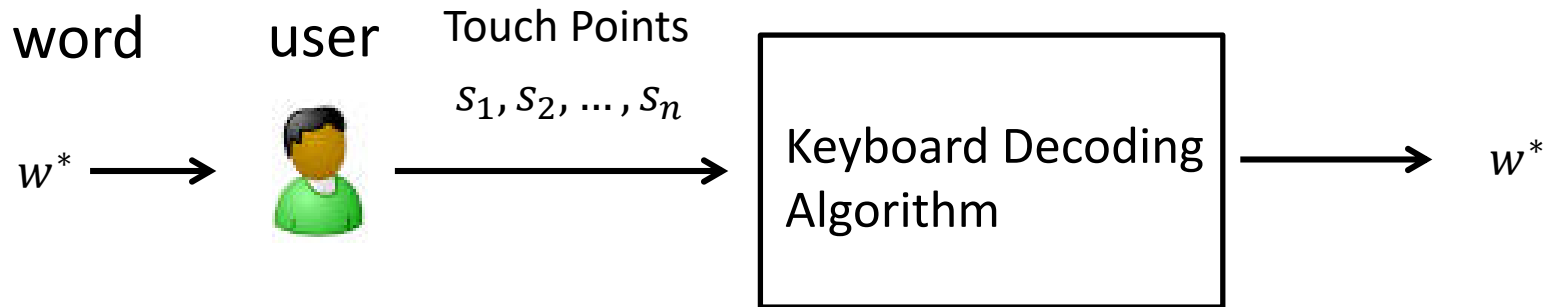 word
user
Touch Points
s₁, s₂, … , sₙ
w*
Keyboard Decoding
Algorithm
w*